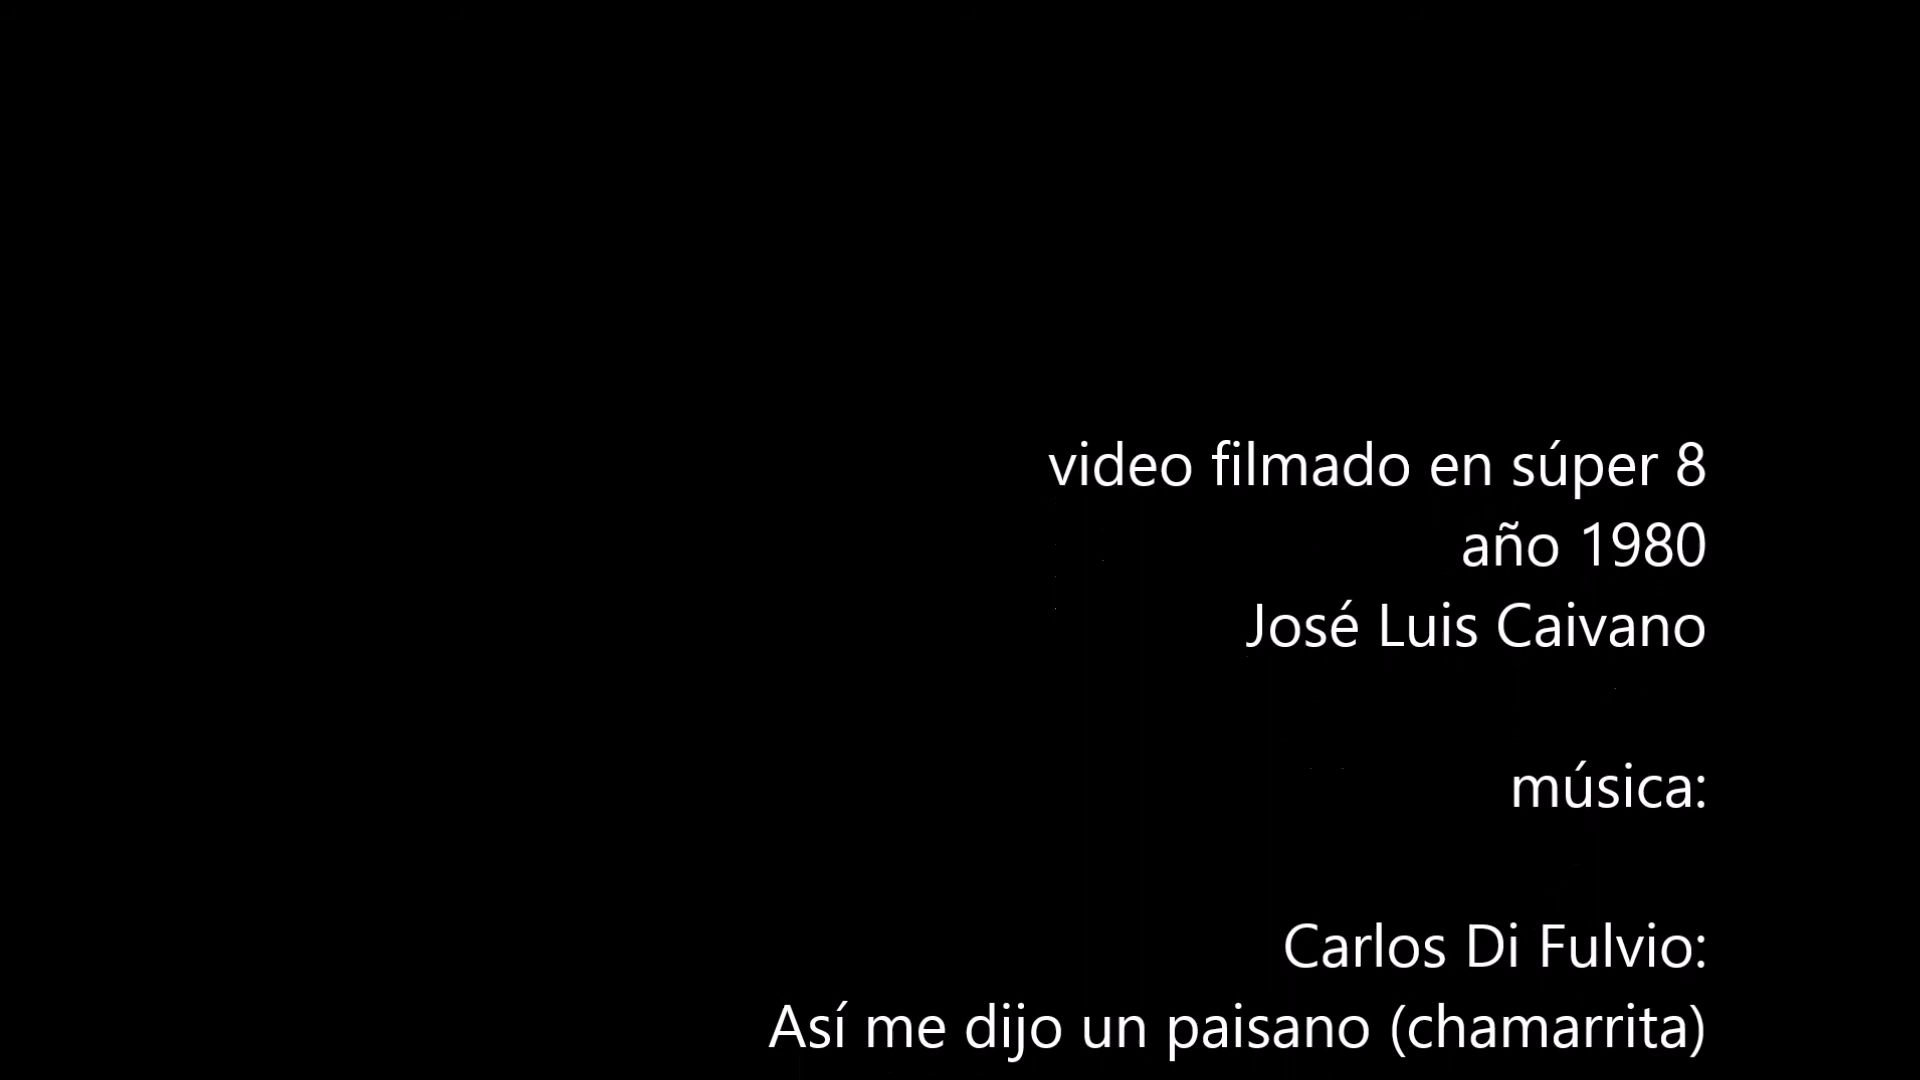 video filmado en súper 8
año 1980
José Luis Caivano
música:
Carlos Di Fulvio:
Así me dijo un paisano (chamarrita)